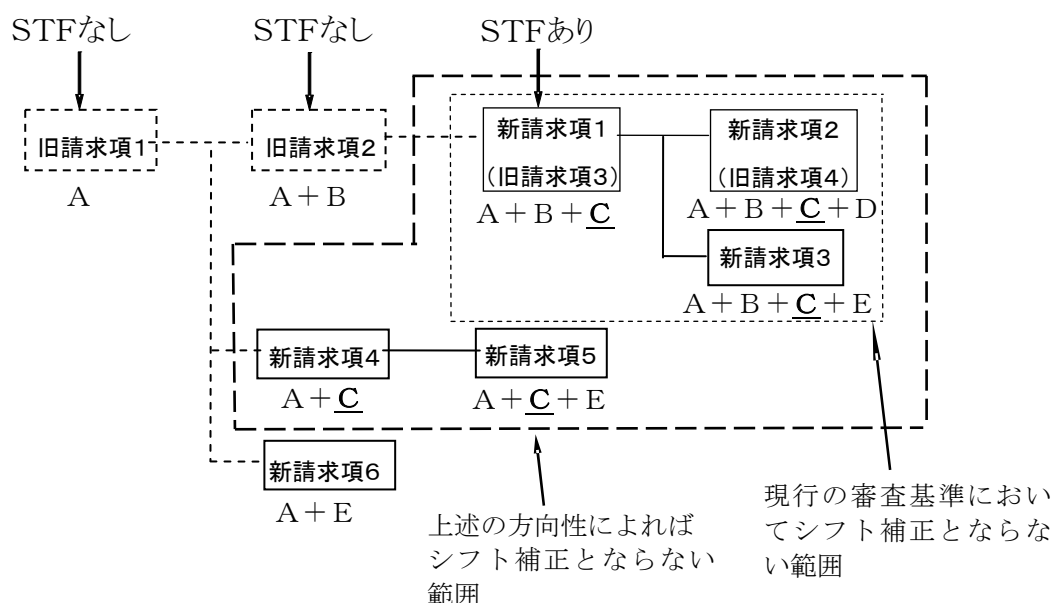 STFなし
STFなし
STFあり
旧請求項1
旧請求項2
新請求項1
(旧請求項3)
新請求項2
(旧請求項4)
A
A+B
A+B+C
A+B+C+D
新請求項3
A+B+C+E
新請求項4
新請求項5
A+C
A+C+E
新請求項6
A+E
上述の方向性によれば
シフト補正とならない
範囲
現行の審査基準におい
てシフト補正とならな
い範囲